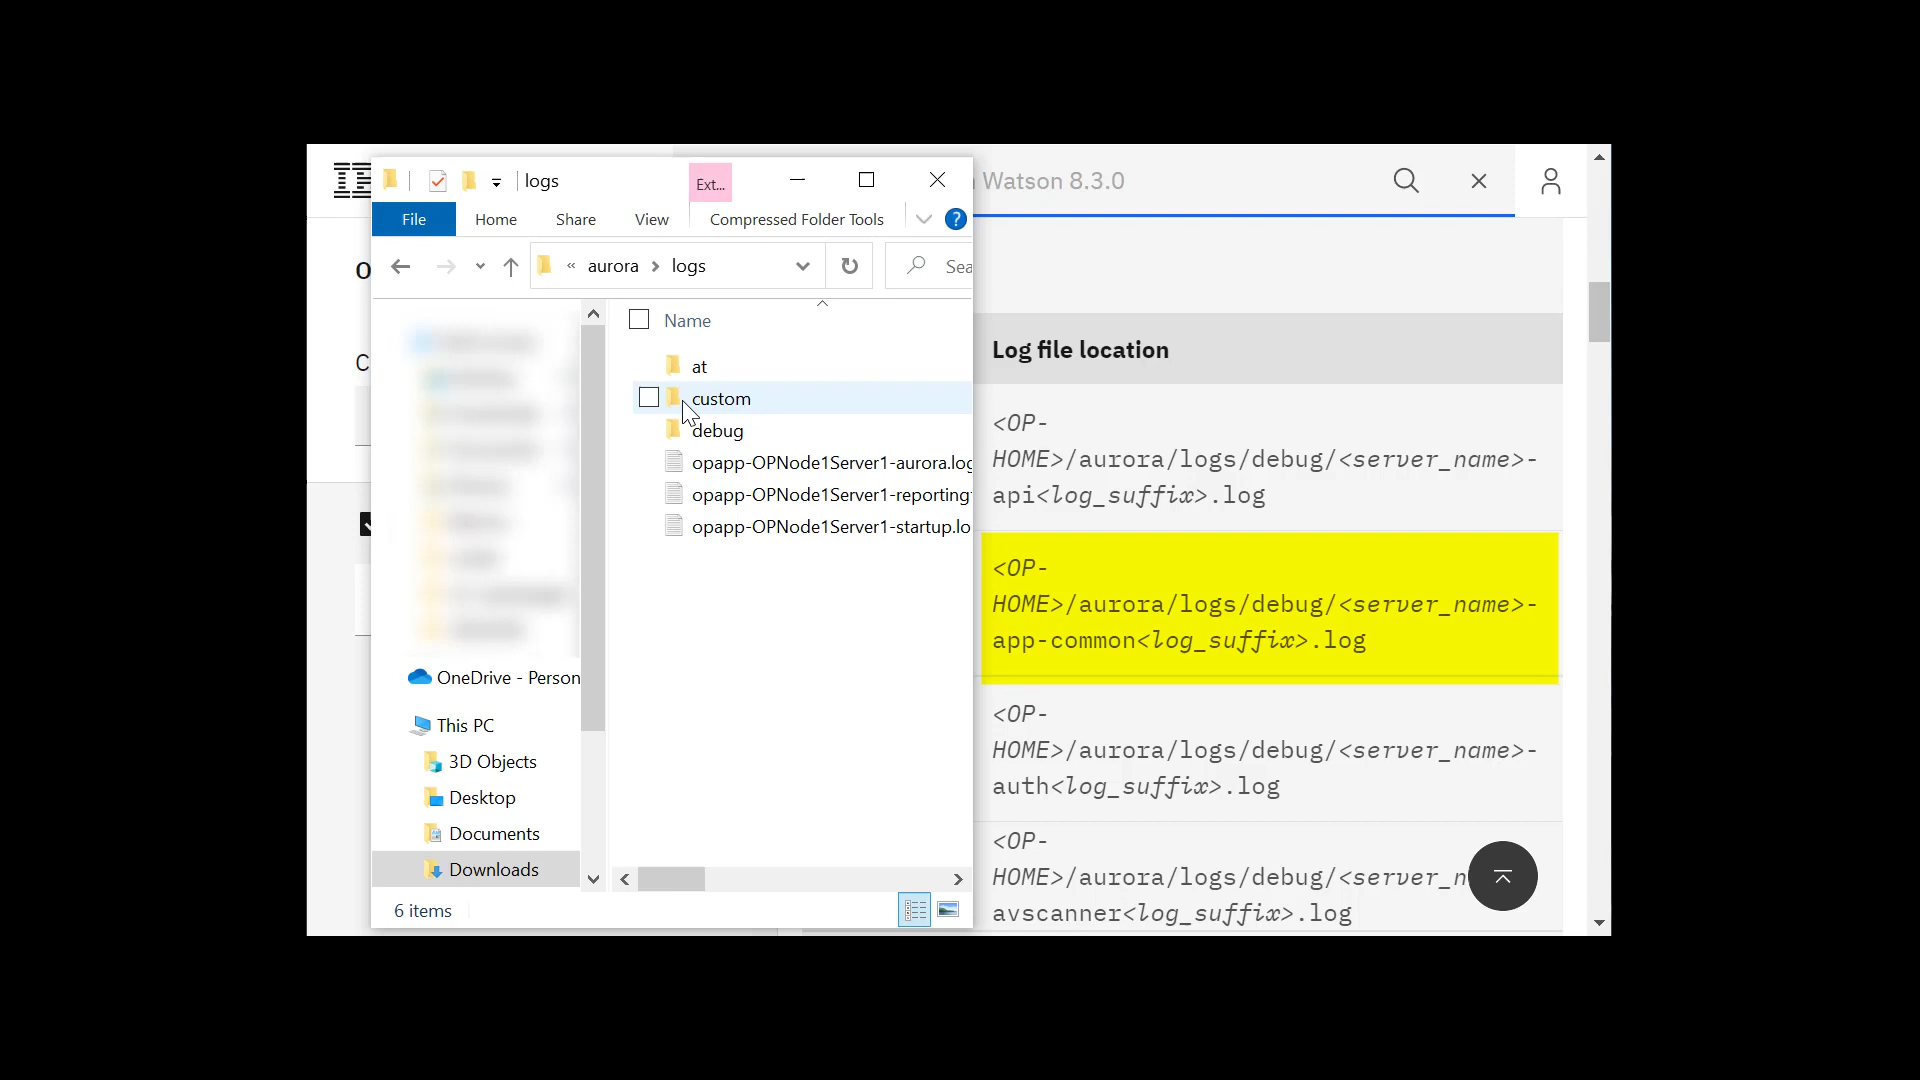 logs
Ext...
Watson 8.3.0
File
Home
Share
View
Compressed Folder Tools
?
« aurora > logs
Sea
Name
at
custom
debug
opapp-OPNode1Server1-aurora.log
opapp-OPNode1Server1-reporting
opapp-OPNode1Server1-startup.lo
OneDrive - Person
This PC
3D Objects
Desktop
Documents
Downloads
6 items
Log file location
<OP-
HOME>/aurora/logs/debug/<server_name>-
api<log_suffix>.log
<OP-
HOME>/aurora/logs/debug/<server_name>-
app-common<log_suffix>.log
<OP-
HOME>/aurora/logs/debug/<server_name>-
auth<log_suffix>.log
<OP-
HOME>/aurora/logs/debug/<server_n
avscanner<log_suffix>.log